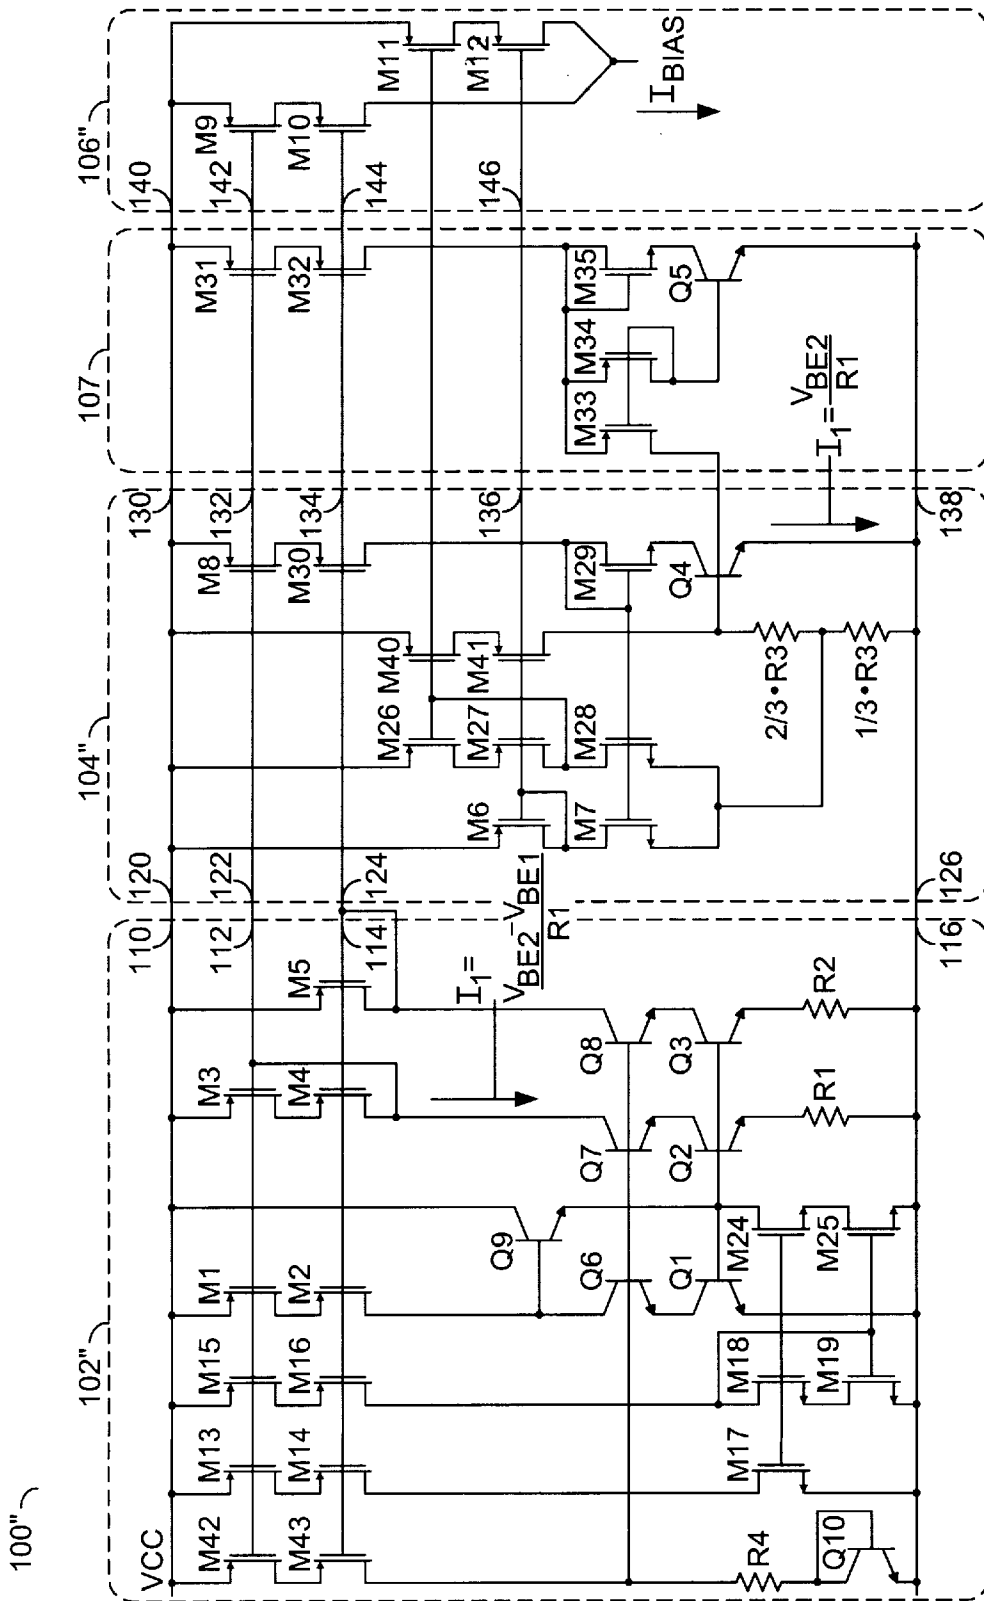 100"
102"
104"
107
106"
VCC
110
120
130
140
112
122
132
142
114
124
134
144
136
146
116
126
138
M42
M43
M13
M14
M15
M16
M1
M2
M3
M4
M5
M6
M7
M26
M27
M28
M40
M41
M8
M30
M29
M31
M32
M33
M34
M35
M9
M10
M11
M12
M17
M18
M19
M24
M25
Q9
Q6
Q1
Q7
Q2
Q8
Q3
Q4
Q5
Q10
R4
R1
R2
2/3•R3
1/3•R3
I1=
VBE2-VBE1
R1
I1=VBE2
R1
IBIAS